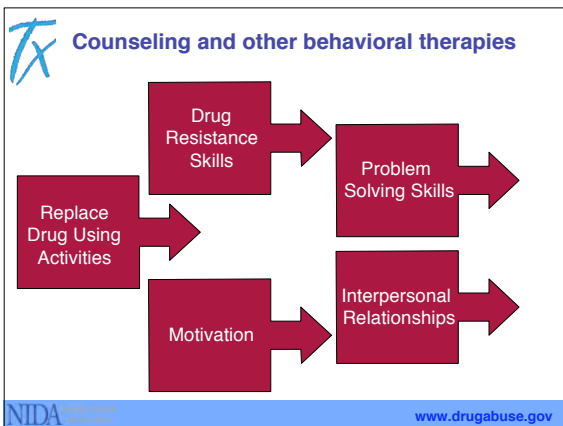 Tx
Counseling and other behavioral therapies
Drug
Resistance
Skills
Problem
Solving Skills
Replace
Drug Using
Activities
Motivation
Interpersonal
Relationships
NIDA
www.drugabuse.gov